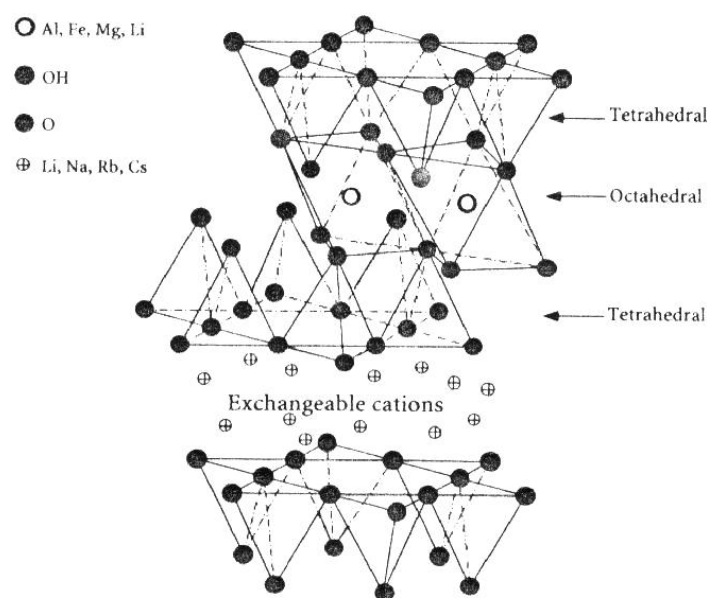 Al, Fe, Mg, Li
OH
O
Li, Na, Rb, Cs
Tetrahedral
Octahedral
Tetrahedral
Exchangeable cations